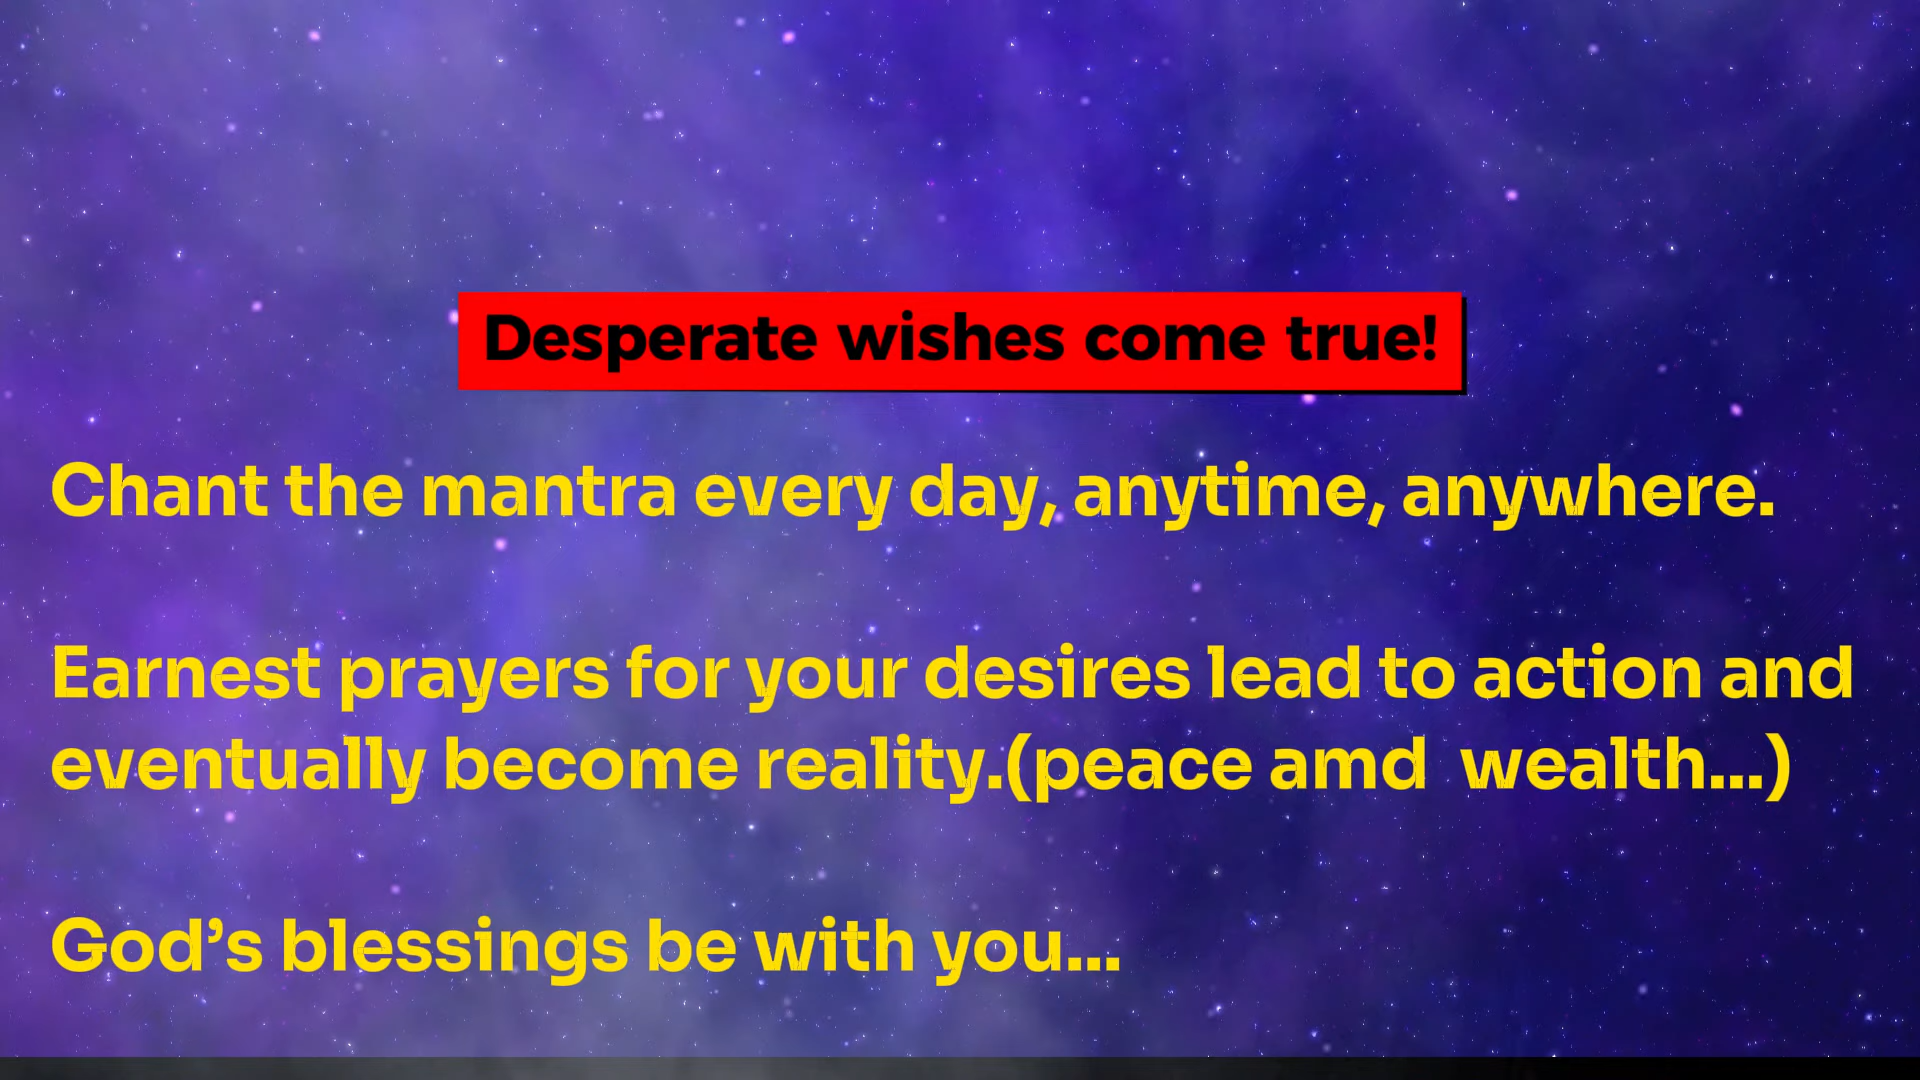 Desperate wishes come true!
Chant the mantra every day, anytime, anywhere.
Earnest prayers for your desires lead to action and
eventually become reality.(peace amd  wealth...)
God’s blessings be with you...